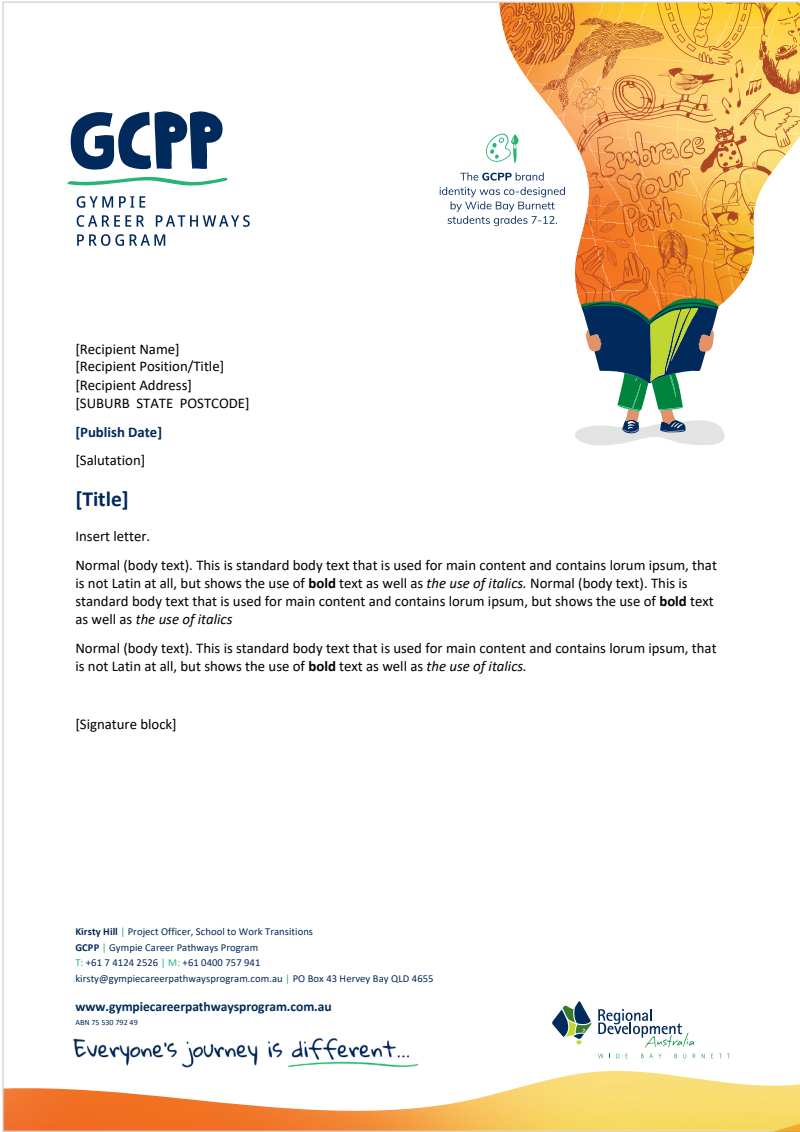 GCPP
GYMPIE
CAREER PATHWAYS
PROGRAM
The GCPP brand
identity was co-designed
by Wide Bay Burnett
students grades 7-12.
Embrace
Your
Path
[Recipient Name]
[Recipient Position/Title]
[Recipient Address]
[SUBURB STATE POSTCODE]
[Publish Date]
[Salutation]
[Title]
Insert letter.
Normal (body text). This is standard body text that is used for main content and contains lorum ipsum, that
is not Latin at all, but shows the use of bold text as well as the use of italics. Normal (body text). This is
standard body text that is used for main content and contains lorum ipsum, but shows the use of bold text
as well as the use of italics
Normal (body text). This is standard body text that is used for main content and contains lorum ipsum, that
is not Latin at all, but shows the use of bold text as well as the use of italics.
[Signature block]
Kirsty Hill | Project Officer, School to Work Transitions
GCPP | Gympie Career Pathways Program
T: +61 7 4124 2526 | M: +61 0400 757 941
kirsty@gympiecareerpathwaysprogram.com.au | PO Box 43 Hervey Bay QLD 4655
www.gympiecareerpathwaysprogram.com.au
ABN 75 530 792 49
Everyone's journey is different...
Regional
Development
Australia
WIDE BAY BURNETT